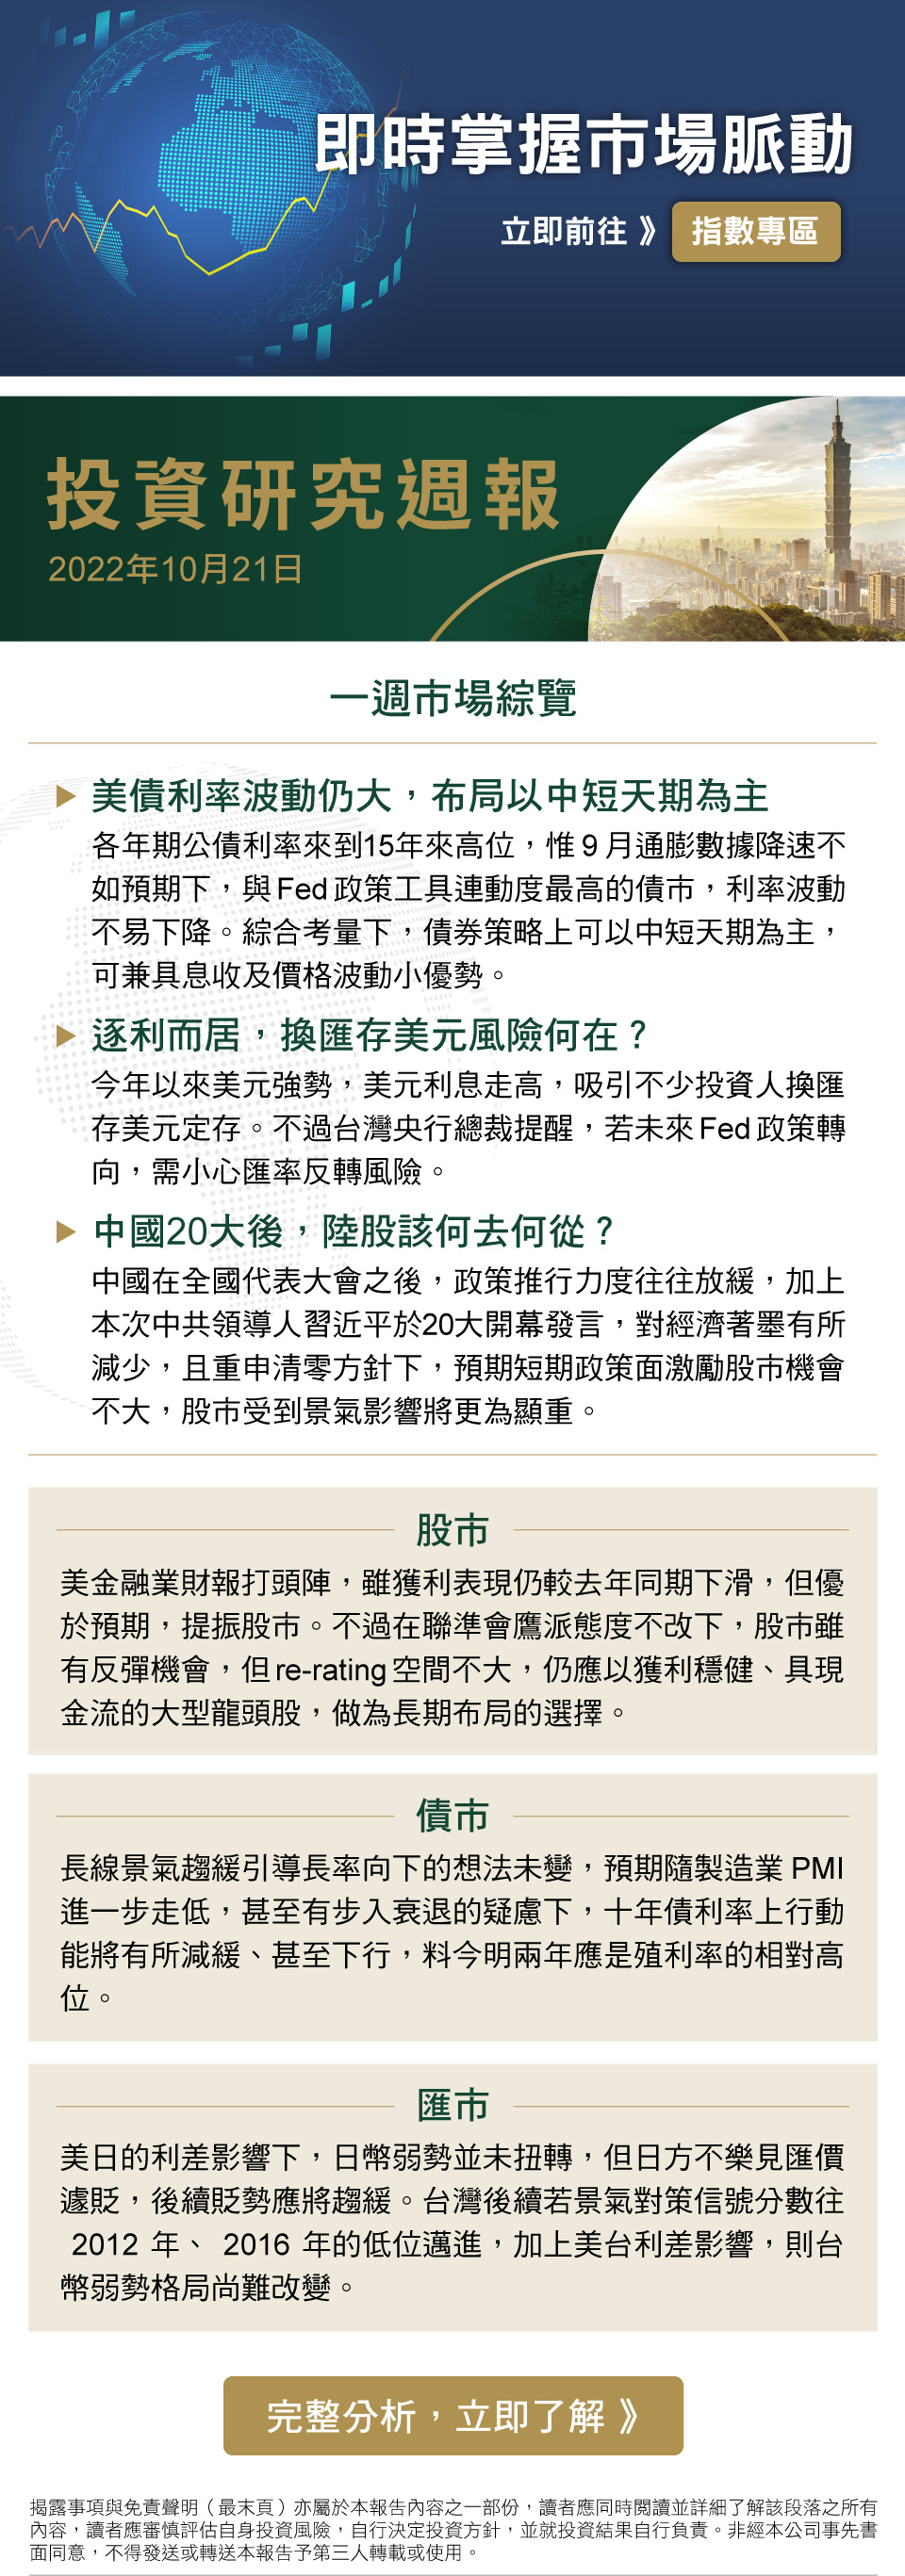 即時掌握市場脈動
立即前往 》 指數專區
投資研究週報
2022年10月21日
一週市場綜覽
美債利率波動仍大，布局以中短天期為主
各年期公債利率來到15年來高位，惟 9 月通膨數據降速不
如預期下，與 Fed 政策工具連動度最高的債市，利率波動
不易下降。綜合考量下，債券策略上可以中短天期為主，
可兼具息收及價格波動小優勢。
逐利而居，換匯存美元風險何在？
今年以來美元強勢，美元利息走高，吸引不少投資人換匯
存美元定存。不過台灣央行總裁提醒，若未來 Fed 政策轉
向，需小心匯率反轉風險。
中國20大後，陸股該何去何從？
中國在全國代表大會之後，政策推行力度往往放緩，加上
本次中共領導人習近平於20大開幕發言，對經濟著墨有所
減少，且重申清零方針下，預期短期政策面激勵股市機會
不大，股市受到景氣影響將更為顯重。
股市
美金融業財報打頭陣，雖獲利表現仍較去年同期下滑，但優
於預期，提振股市。不過在聯準會鷹派態度不改下，股市雖
有反彈機會，但 re-rating 空間不大，仍應以獲利穩健、具現
金流的大型龍頭股，做為長期布局的選擇。
債市
長線景氣趨緩引導長率向下的想法未變，預期隨製造業 PMI
進一步走低，甚至有步入衰退的疑慮下，十年債利率上行動
能將有所減緩、甚至下行，料今明兩年應是殖利率的相對高
位。
匯市
美日的利差影響下，日幣弱勢並未扭轉，但日方不樂見匯價
遽貶，後續貶勢應將趨緩。台灣後續若景氣對策信號分數往
2012 年、 2016 年的低位邁進，加上美台利差影響，則台
幣弱勢格局尚難改變。
完整分析，立即了解 》
揭露事項與免責聲明（最末頁）亦屬於本報告內容之一部份，讀者應同時閱讀並詳細了解該段落之所有
內容，讀者應審慎評估自身投資風險，自行決定投資方針，並就投資結果自行負責。非經本公司事先書
面同意，不得發送或轉送本報告予第三人轉載或使用。